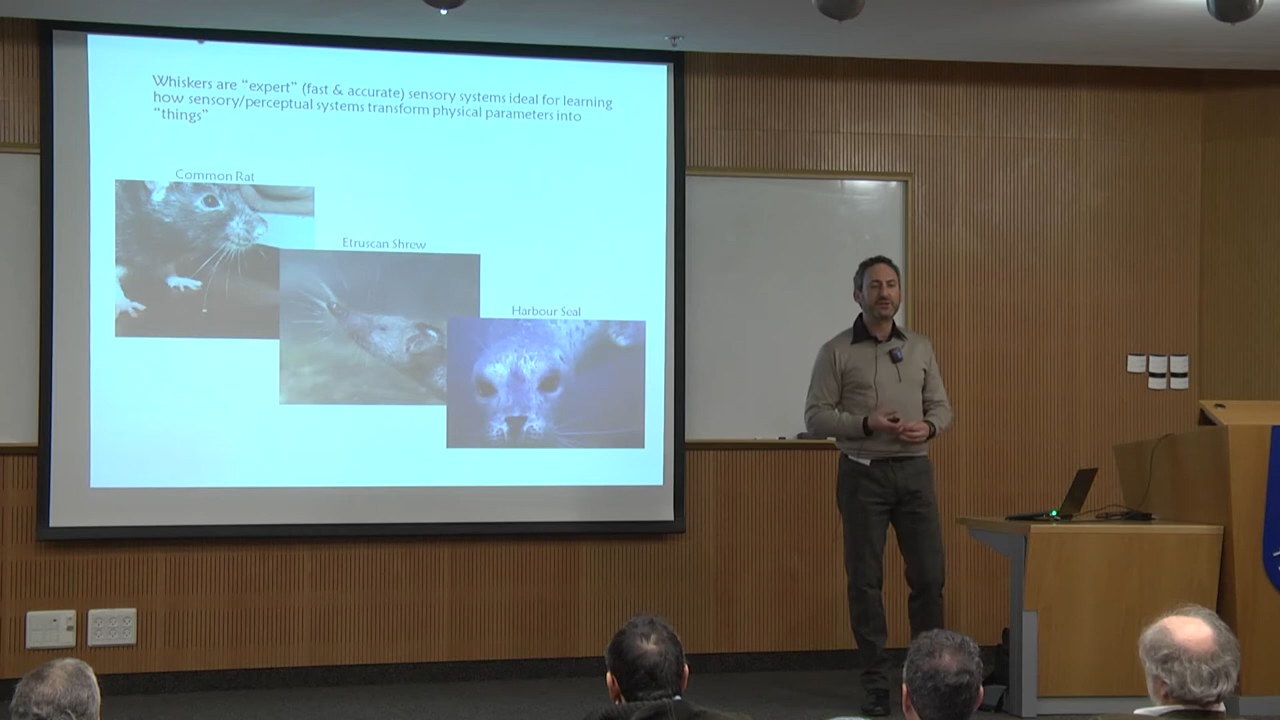 Whiskers are “expert” (fast & accurate) sensory systems ideal for learning
how sensory/perceptual systems transform physical parameters into
“things”
Common Rat
Etruscan Shrew
Harbour Seal